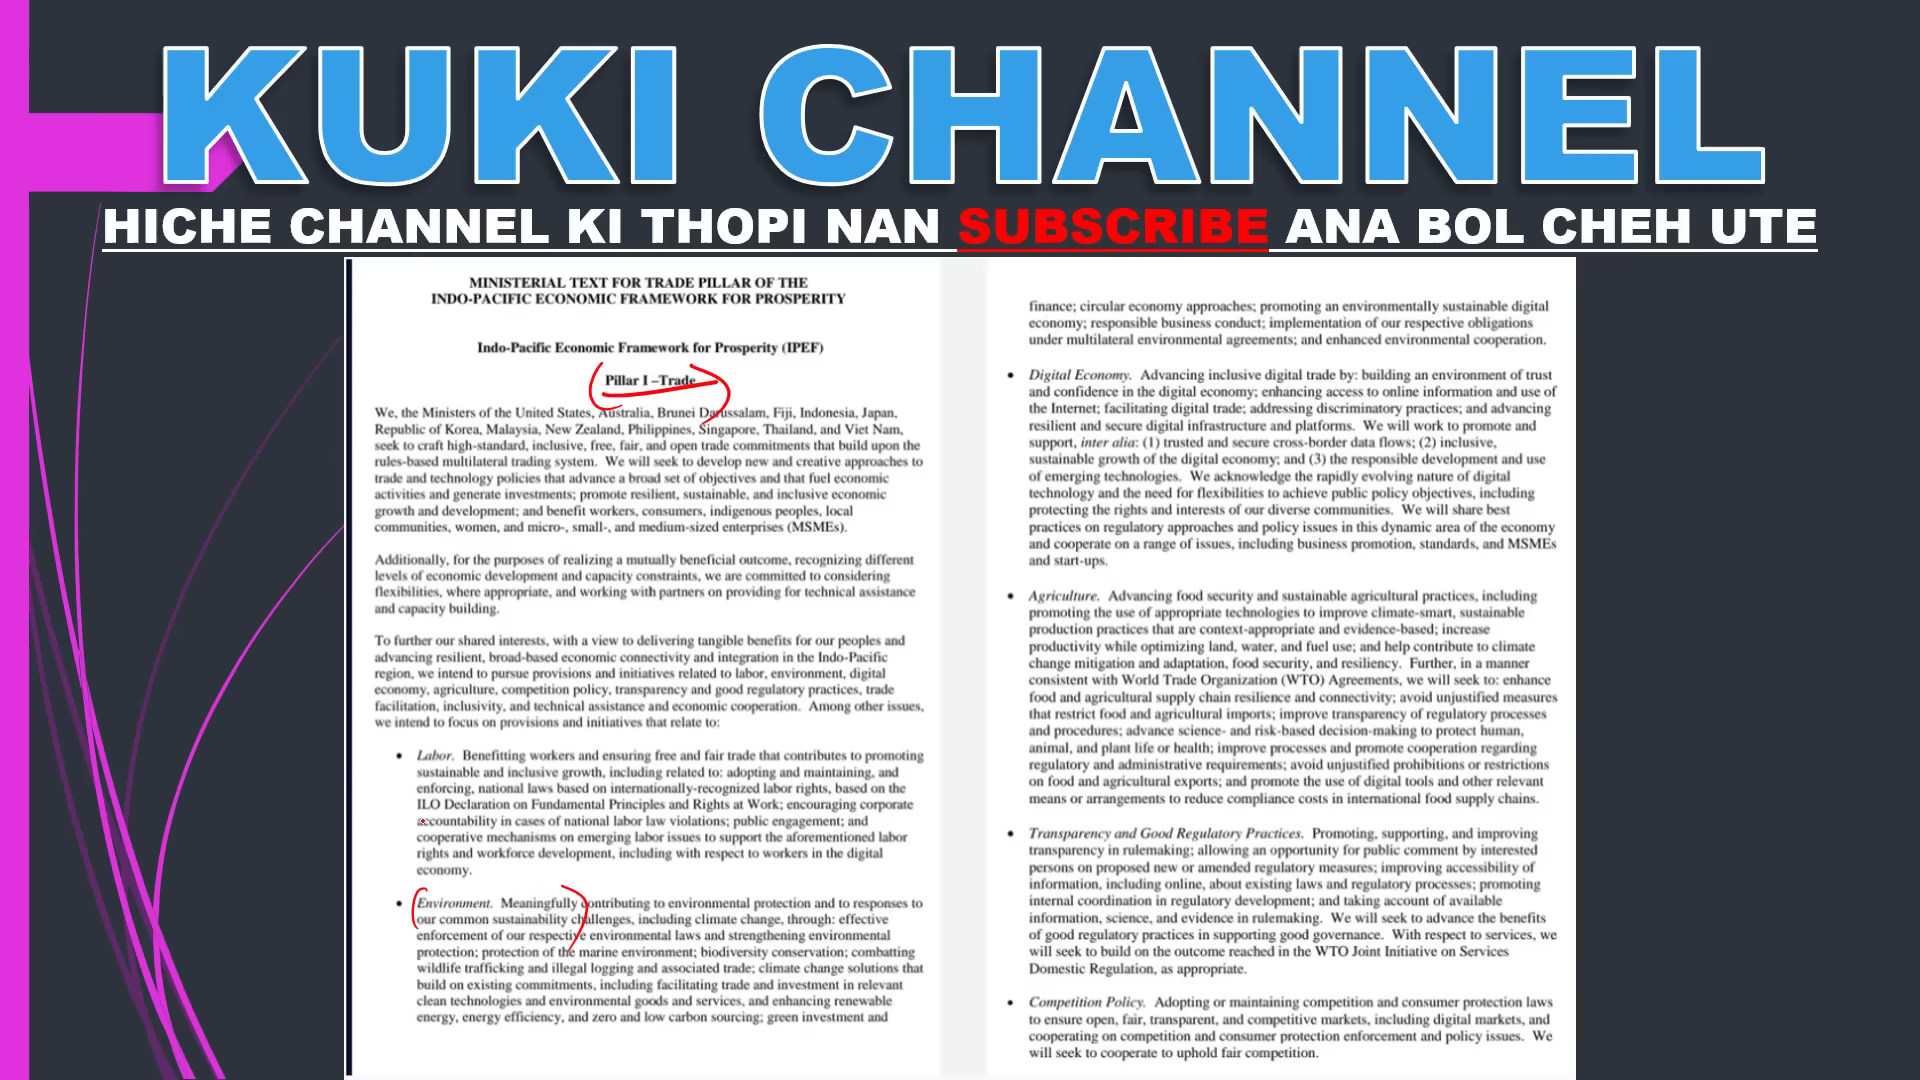 KUKI CHANNEL
HICHE CHANNEL KI THOPI NAN SUBSCRIBE ANA BOL CHEH UTE
MINISTERIAL TEXT FOR TRADE PILLAR OF THE
INDO-PACIFIC ECONOMIC FRAMEWORK FOR PROSPERITY
Indo-Pacific Economic Framework for Prosperity (IPEF)
Pillar I –Trade
We, the Ministers of the United States, Australia, Brunei Darussalam, Fiji, Indonesia, Japan,
Republic of Korea, Malaysia, New Zealand, Philippines, Singapore, Thailand, and Viet Nam,
seek to craft high-standard, inclusive, free, fair, and open trade commitments that build upon the
rules-based multilateral trading system. We will seek to develop new and creative approaches to
trade and technology policies that advance a broad set of objectives and that fuel economic
activities and generate investments; promote resilient, sustainable, and inclusive economic
growth and development; and benefit workers, consumers, indigenous peoples, local
communities, women, and micro-, small-, and medium-sized enterprises (MSMEs).
Additionally, for the purposes of realizing a mutually beneficial outcome, recognizing different
levels of economic development and capacity constraints, we are committed to considering
flexibilities, where appropriate, and working with partners on providing for technical assistance
and capacity building.
To further our shared interests, with a view to delivering tangible benefits for our peoples and
advancing resilient, broad-based economic connectivity and integration in the Indo-Pacific
region, we intend to pursue provisions and initiatives related to labor, environment, digital
economy, agriculture, competition policy, transparency and good regulatory practices, trade
facilitation, inclusivity, and technical assistance and economic cooperation. Among other issues,
we intend to focus on provisions and initiatives that relate to:
• Labor. Benefitting workers and ensuring free and fair trade that contributes to promoting
sustainable and inclusive growth, including related to: adopting and maintaining, and
enforcing, national laws based on internationally-recognized labor rights, based on the
ILO Declaration on Fundamental Principles and Rights at Work; encouraging corporate
accountability in cases of national labor law violations; public engagement; and
cooperative mechanisms on emerging labor issues to support the aforementioned labor
rights and workforce development, including with respect to workers in the digital
economy.
• Environment. Meaningfully contributing to environmental protection and to responses to
our common sustainability challenges, including climate change, through: effective
enforcement of our respective environmental laws and strengthening environmental
protection; protection of the marine environment; biodiversity conservation; combatting
wildlife trafficking and illegal logging and associated trade; climate change solutions that
build on existing commitments, including facilitating trade and investment in relevant
clean technologies and environmental goods and services, and enhancing renewable
energy, energy efficiency, and zero and low carbon sourcing; green investment and
finance; circular economy approaches; promoting an environmentally sustainable digital
economy; responsible business conduct; implementation of our respective obligations
under multilateral environmental agreements; and enhanced environmental cooperation.
• Digital Economy. Advancing inclusive digital trade by: building an environment of trust
and confidence in the digital economy; enhancing access to online information and use of
the Internet; facilitating digital trade; addressing discriminatory practices; and advancing
resilient and secure digital infrastructure and platforms. We will work to promote and
support, inter alia: (1) trusted and secure cross-border data flows; (2) inclusive,
sustainable growth of the digital economy; and (3) the responsible development and use
of emerging technologies. We acknowledge the rapidly evolving nature of digital
technology and the need for flexibilities to achieve public policy objectives, including
protecting the rights and interests of our diverse communities. We will share best
practices on regulatory approaches and policy issues in this dynamic area of the economy
and cooperate on a range of issues, including business promotion, standards, and MSMEs
and start-ups.
• Agriculture. Advancing food security and sustainable agricultural practices, including
promoting the use of appropriate technologies to improve climate-smart, sustainable
production practices that are context-appropriate and evidence-based; increase
productivity while optimizing land, water, and fuel use; and help contribute to climate
change mitigation and adaptation, food security, and resiliency. Further, in a manner
consistent with World Trade Organization (WTO) Agreements, we will seek to: enhance
food and agricultural supply chain resilience and connectivity; avoid unjustified measures
that restrict food and agricultural imports; improve transparency of regulatory processes
and procedures; advance science- and risk-based decision-making to protect human,
animal, and plant life or health; improve processes and promote cooperation regarding
regulatory and administrative requirements; avoid unjustified prohibitions or restrictions
on food and agricultural exports; and promote the use of digital tools and other relevant
means or arrangements to reduce compliance costs in international food supply chains.
• Transparency and Good Regulatory Practices. Promoting, supporting, and improving
transparency in rulemaking; allowing an opportunity for public comment by interested
persons on proposed new or amended regulatory measures; improving accessibility of
information, including online, about existing laws and regulatory processes; promoting
internal coordination in regulatory development; and taking account of available
information, science, and evidence in rulemaking. We will seek to advance the benefits
of good regulatory practices in supporting good governance. With respect to services, we
will seek to build on the outcome reached in the WTO Joint Initiative on Services
Domestic Regulation, as appropriate.
• Competition Policy. Adopting or maintaining competition and consumer protection laws
to ensure open, fair, transparent, and competitive markets, including digital markets, and
cooperating on competition and consumer protection enforcement and policy issues. We
will seek to cooperate to uphold fair competition.